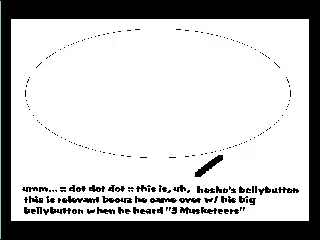 umm... :: dot dot dot :: this is, uh, hosho's bellybutton
this is relevant becuz he came over w/ his big
bellybutton when he heard "3 Musketeers"